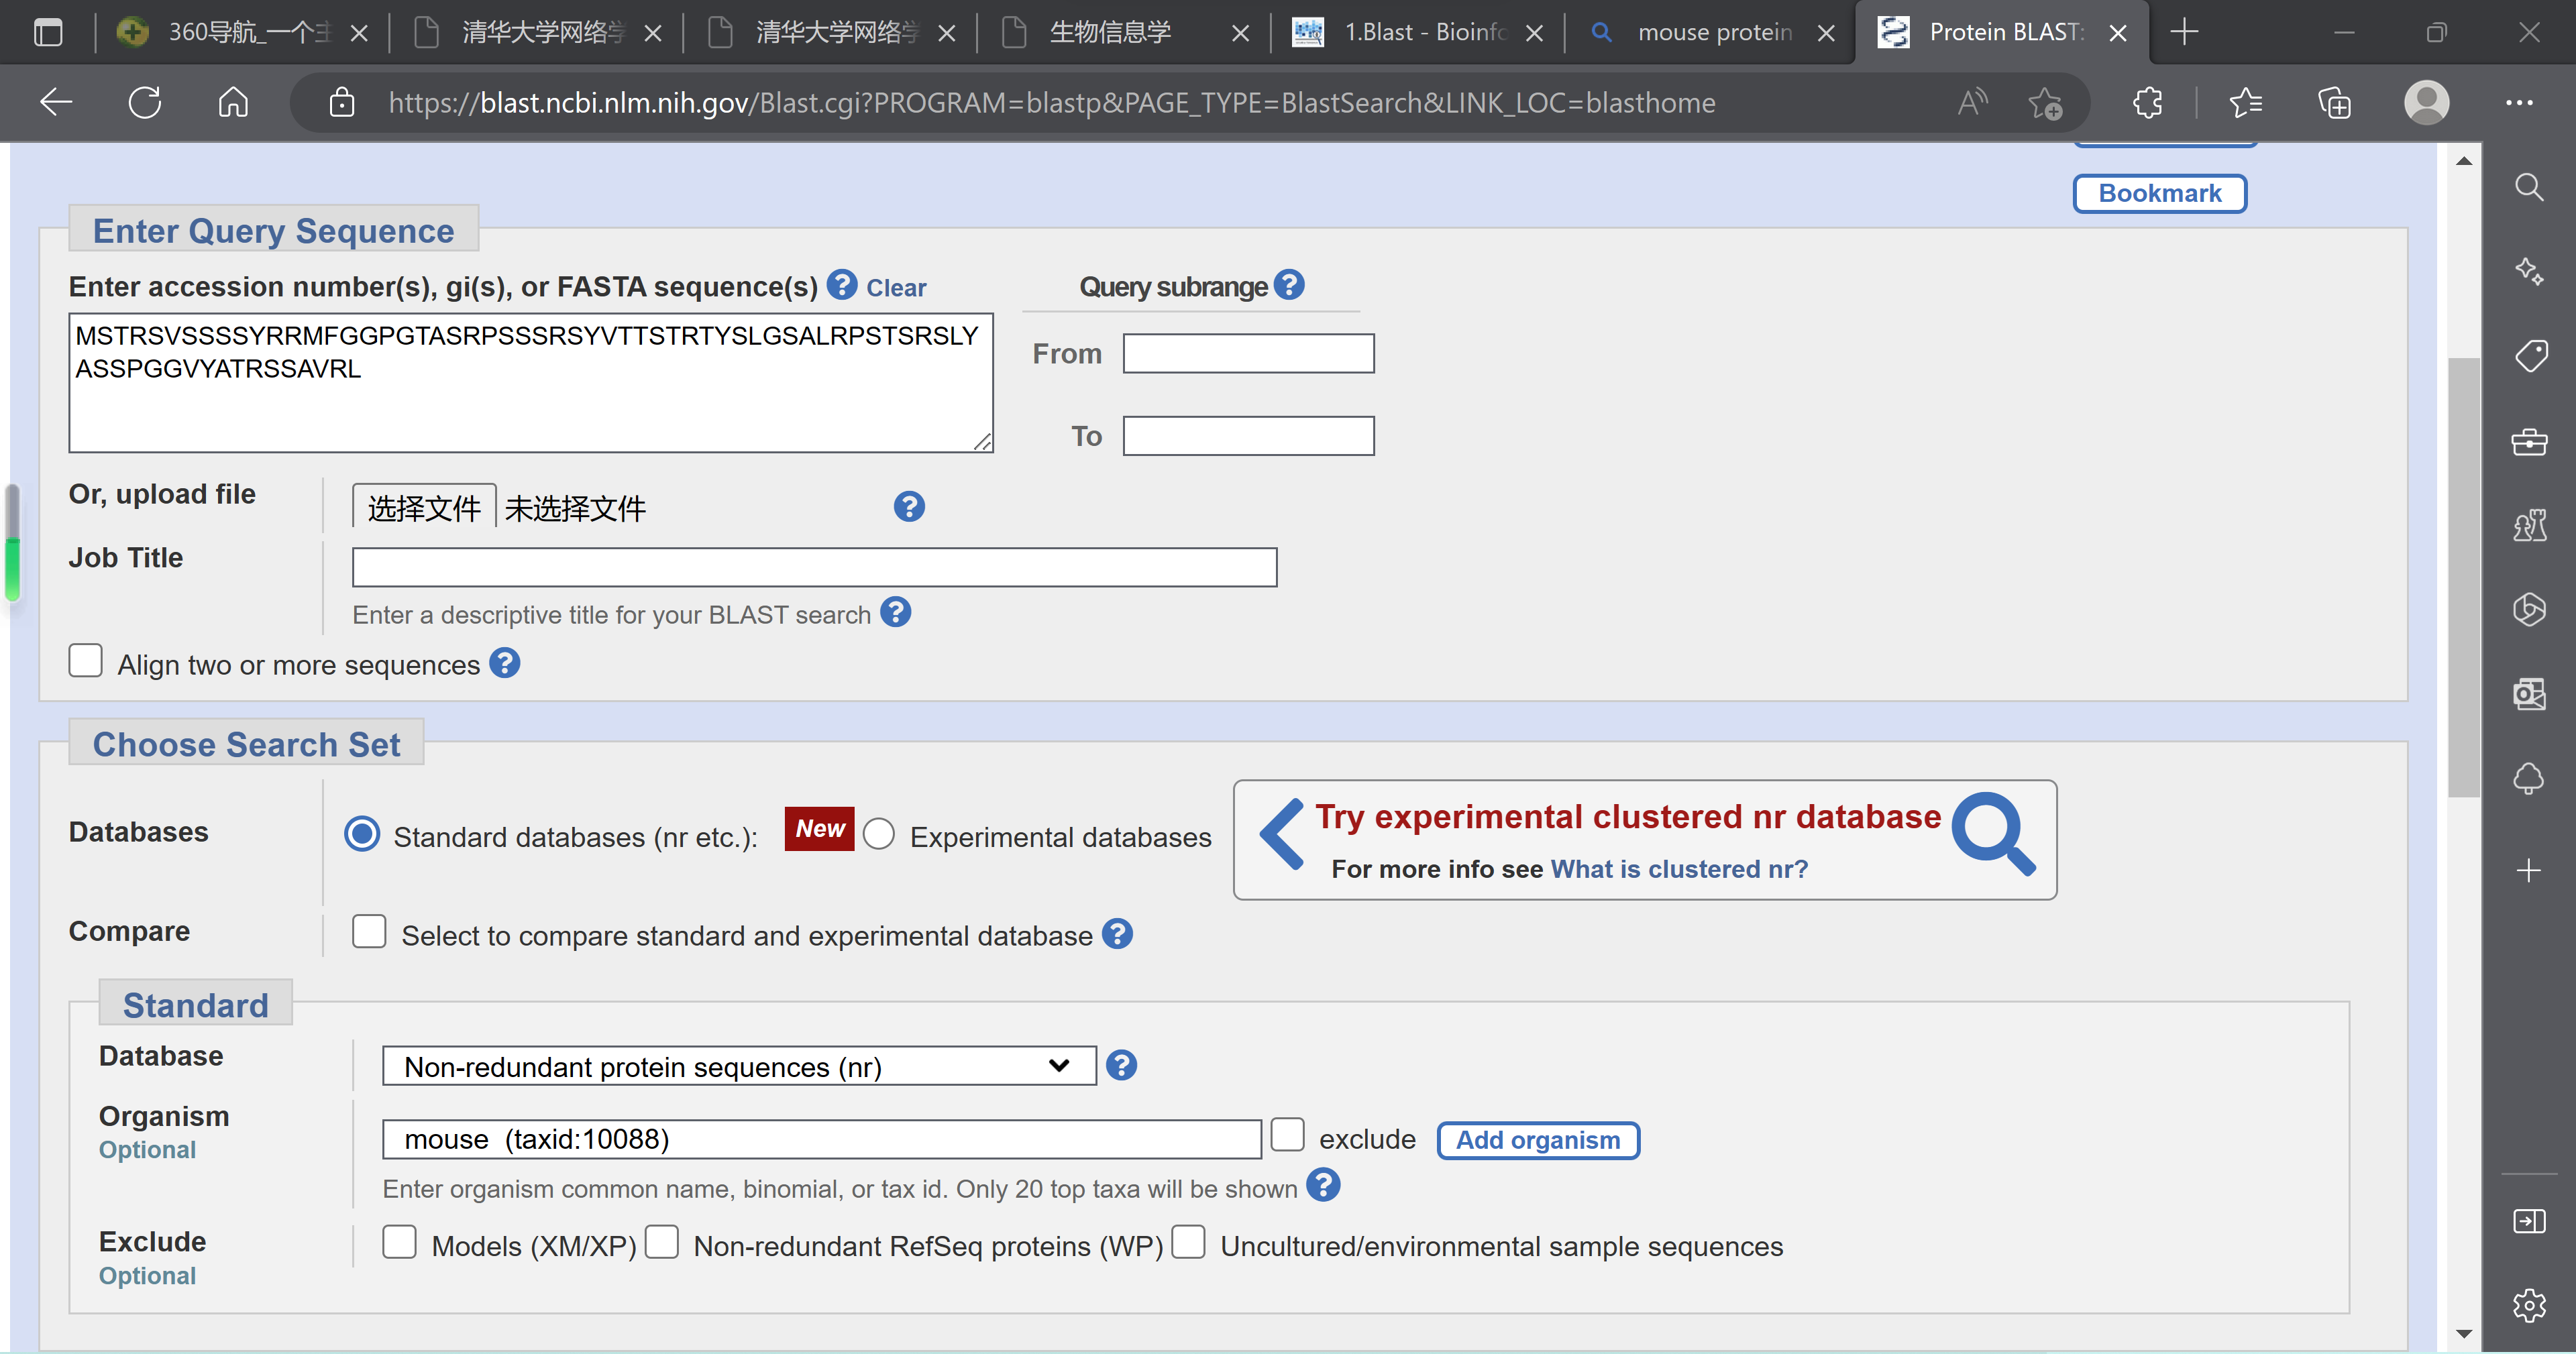 360导航_一个主
清华大学网络学
清华大学网络学
生物信息学
1.Blast - Bioinfo
mouse protein
Protein BLAST:
https://blast.ncbi.nlm.nih.gov/Blast.cgi?PROGRAM=blastp&PAGE_TYPE=BlastSearch&LINK_LOC=blasthome
Bookmark
Enter Query Sequence
Enter accession number(s), gi(s), or FASTA sequence(s) ? Clear
Query subrange ?
MSTRSVSSSSYRRMFGGPGTASRPSSSRSYVTTSTRTYSLGSALRPSTSRSLY
ASSPGGVYATRSSAVRL
From
To
Or, upload file
选择文件 未选择文件 ?
Job Title
Enter a descriptive title for your BLAST search ?
Align two or more sequences ?
Choose Search Set
Databases
Standard databases (nr etc.): New Experimental databases
Try experimental clustered nr database
For more info see What is clustered nr?
Compare
Select to compare standard and experimental database ?
Standard
Database
Non-redundant protein sequences (nr) ?
Organism
Optional
mouse (taxid:10088)
exclude
Add organism
Enter organism common name, binomial, or tax id. Only 20 top taxa will be shown ?
Exclude
Optional
Models (XM/XP) Non-redundant RefSeq proteins (WP) Uncultured/environmental sample sequences